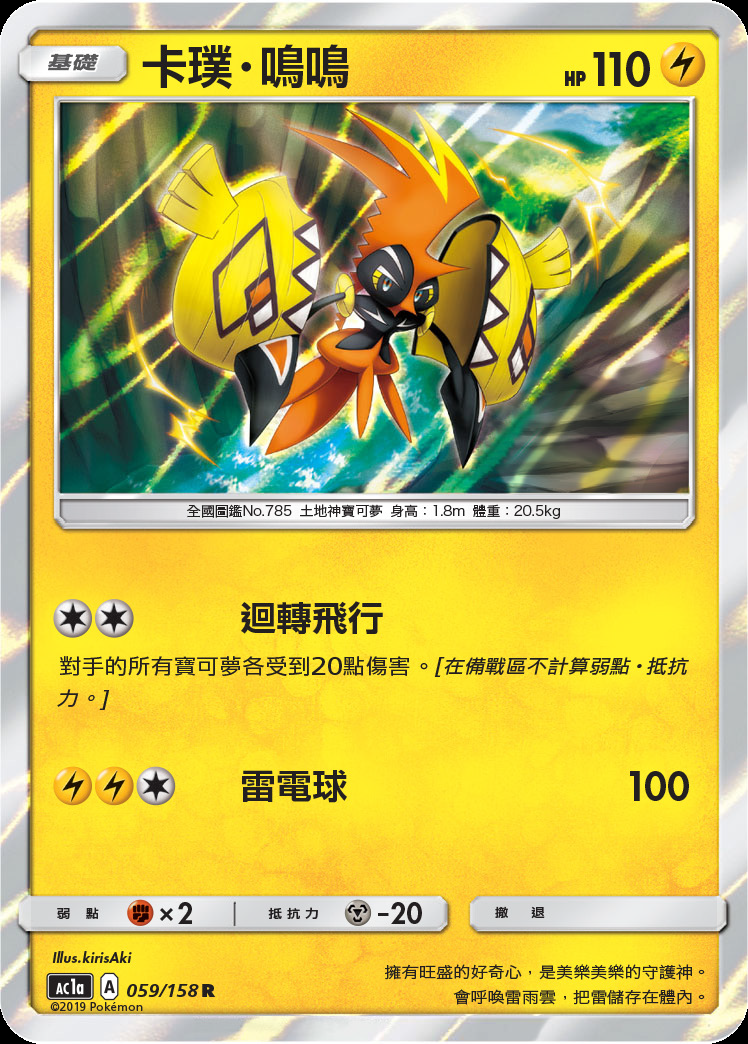 基礎
卡璞・鳴鳴
HP 110
全國圖鑑No.785 土地神寶可夢 身高：1.8m 體重：20.5kg
迴轉飛行
對手的所有寶可夢各受到20點傷害。[在備戰區不計算弱點・抵抗
力。]
雷電球 100
弱點 ×2 抵抗力 -20 撤退
Illus.kirisAki
擁有旺盛的好奇心，是美樂美樂的守護神。
AC1a A 059/158 R
會呼喚雷雨雲，把雷儲存在體內。
©2019 Pokémon